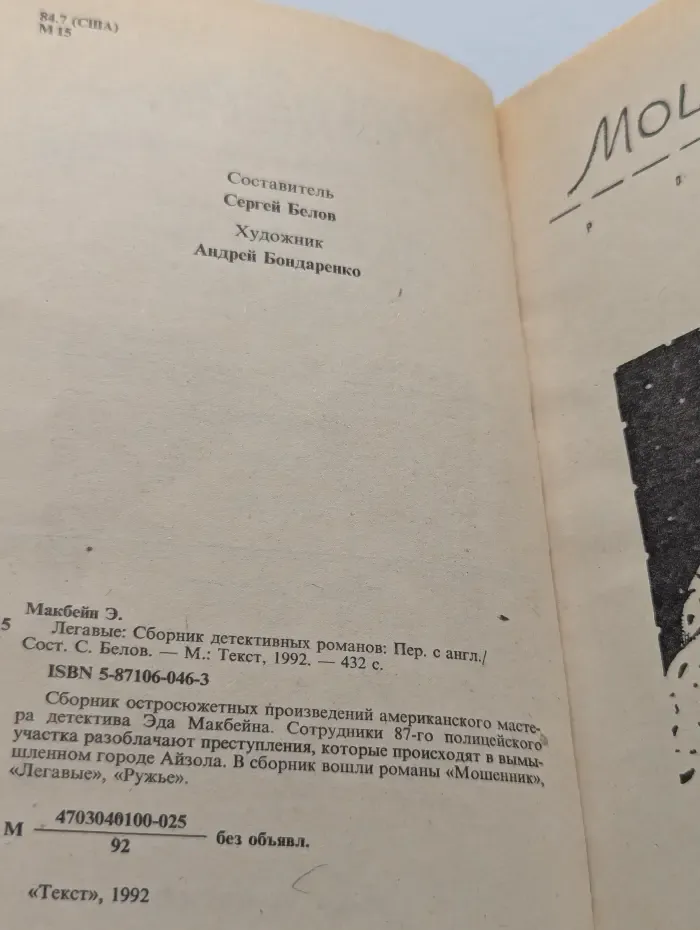 84.7 (США)
М 15
Составитель
Сергей Белов
Художник
Андрей Бондаренко
Макбейн Э.
5 Легавые: Сборник детективных романов: Пер. с англ./
Сост. С. Белов. — М.: Текст, 1992. — 432 с.
ISBN 5-87106-046-3
Сборник остросюжетных произведений американского масте-
ра детектива Эда Макбейна. Сотрудники 87-го полицейского
участка разоблачают преступления, которые происходят в вымы-
шленном городе Айзола. В сборник вошли романы «Мошенник»,
«Легавые», «Ружье».
М 4703040100-025
92 без объявл.
«Текст», 1992
МОШ
Р О